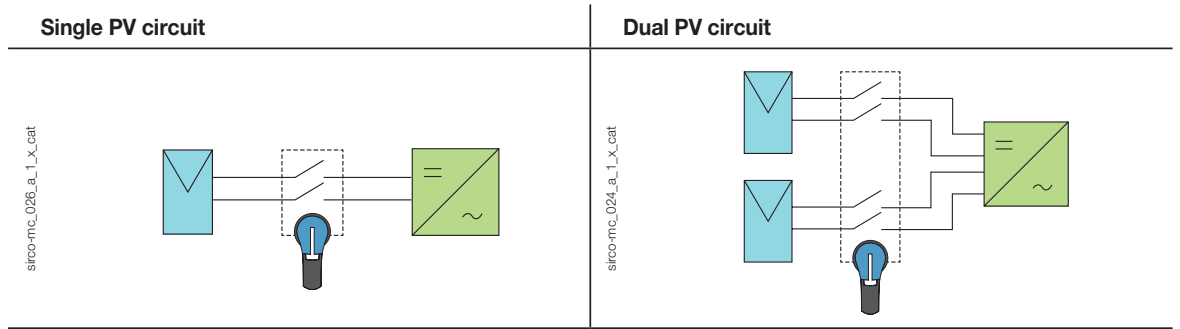 Single PV circuit
Dual PV circuit
sirco-mc_026_a_1_x_cat
sirco-mc_024_a_1_x_cat